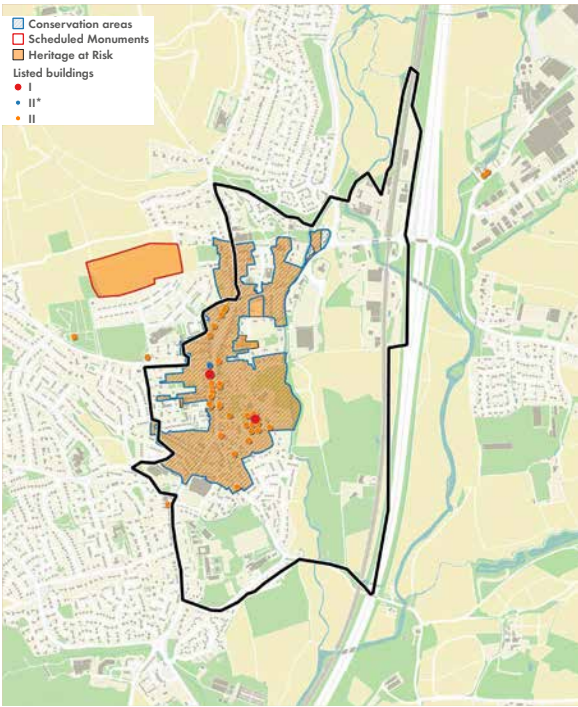 Conservation areas
Scheduled Monuments
Heritage at Risk
Listed buildings
I
II*
II